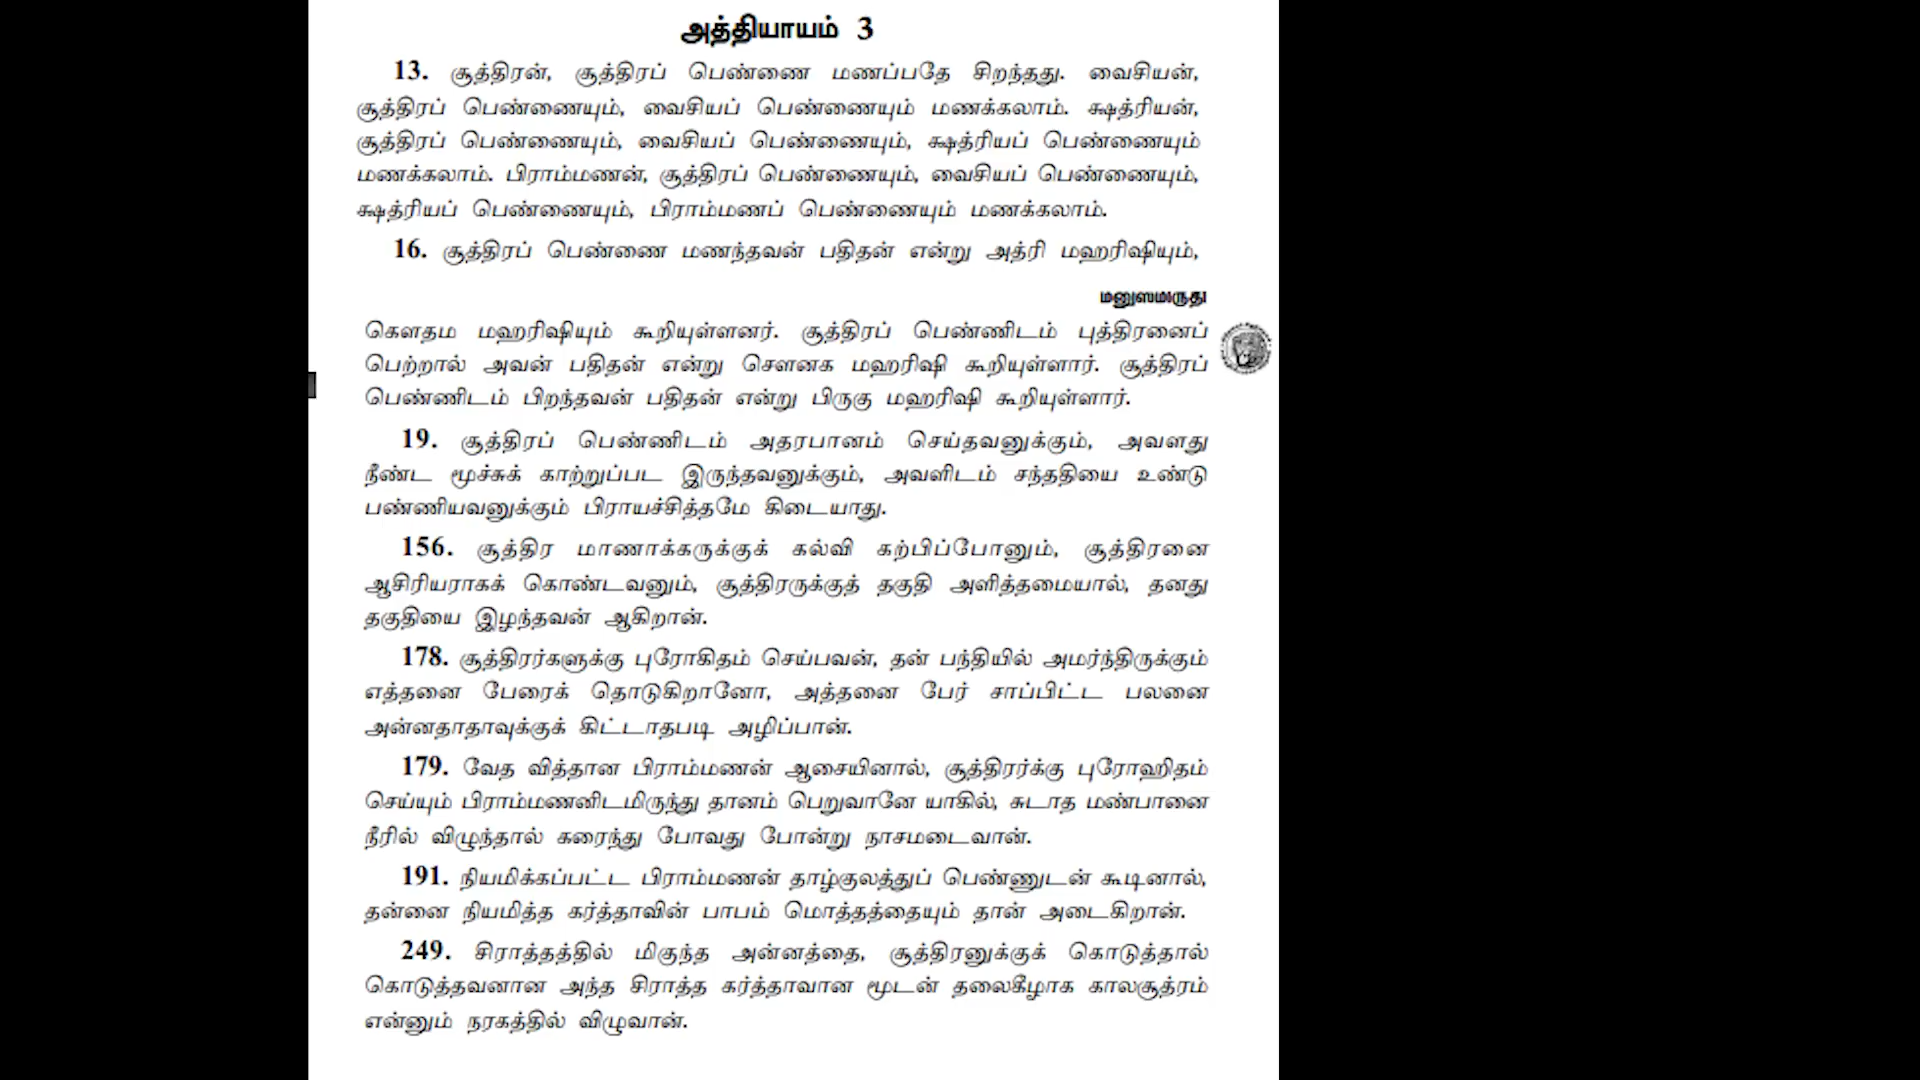 அத்தியாயம் 3
13. சூத்திரன், சூத்திரப் பெண்ணை மணப்பதே சிறந்தது. வைசியன்,
சூத்திரப் பெண்ணையும், வைசியப் பெண்ணையும் மணக்கலாம். க்ஷத்ரியன்,
சூத்திரப் பெண்ணையும், வைசியப் பெண்ணையும், க்ஷத்ரியப் பெண்ணையும்
மணக்கலாம். பிராம்மணன், சூத்திரப் பெண்ணையும், வைசியப் பெண்ணையும்,
க்ஷத்ரியப் பெண்ணையும், பிராம்மணப் பெண்ணையும் மணக்கலாம்.
16. சூத்திரப் பெண்ணை மணந்தவன் பதிதன் என்று அத்ரி மஹரிஷியும்,
மனுஸ்மிருதி
கௌதம மஹரிஷியும் கூறியுள்ளனர். சூத்திரப் பெண்ணிடம் புத்திரனைப்
பெற்றால் அவன் பதிதன் என்று சௌனக மஹரிஷி கூறியுள்ளார். சூத்திரப்
பெண்ணிடம் பிறந்தவன் பதிதன் என்று பிருகு மஹரிஷி கூறியுள்ளார்.
19. சூத்திரப் பெண்ணிடம் அதரபானம் செய்தவனுக்கும், அவளது
நீண்ட மூச்சுக் காற்றுப்பட இருந்தவனுக்கும், அவளிடம் சந்ததியை உண்டு
பண்ணியவனுக்கும் பிராயச்சித்தமே கிடையாது.
156. சூத்திர மாணாக்கருக்குக் கல்வி கற்பிப்போனும், சூத்திரனை
ஆசிரியராகக் கொண்டவனும், சூத்திரருக்குத் தகுதி அளித்தமையால், தனது
தகுதியை இழந்தவன் ஆகிறான்.
178. சூத்திரர்களுக்கு புரோகிதம் செய்பவன், தன் பந்தியில் அமர்ந்திருக்கும்
எத்தனை பேரைக் தொடுகிறானோ, அத்தனை பேர் சாப்பிட்ட பலனை
அன்னதாதாவுக்குக் கிட்டாதபடி அழிப்பான்.
179. வேத வித்தான பிராம்மணன் ஆசையினால், சூத்திரர்க்கு புரோஹிதம்
செய்யும் பிராம்மணனிடமிருந்து தானம் பெறுவானே யாகில், சுடாத மண்பானை
நீரில் விழுந்தால் கரைந்து போவது போன்று நாசமடைவான்.
191. நியமிக்கப்பட்ட பிராம்மணன் தாழ்குலத்துப் பெண்ணுடன் கூடினால்,
தன்னை நியமித்த கர்த்தாவின் பாபம் மொத்தத்தையும் தான் அடைகிறான்.
249. சிராத்தத்தில் மிகுந்த அன்னத்தை, சூத்திரனுக்குக் கொடுத்தால்
கொடுத்தவனான அந்த சிராத்த கர்த்தாவான மூடன் தலைகீழாக காலசூத்ரம்
என்னும் நரகத்தில் விழுவான்.